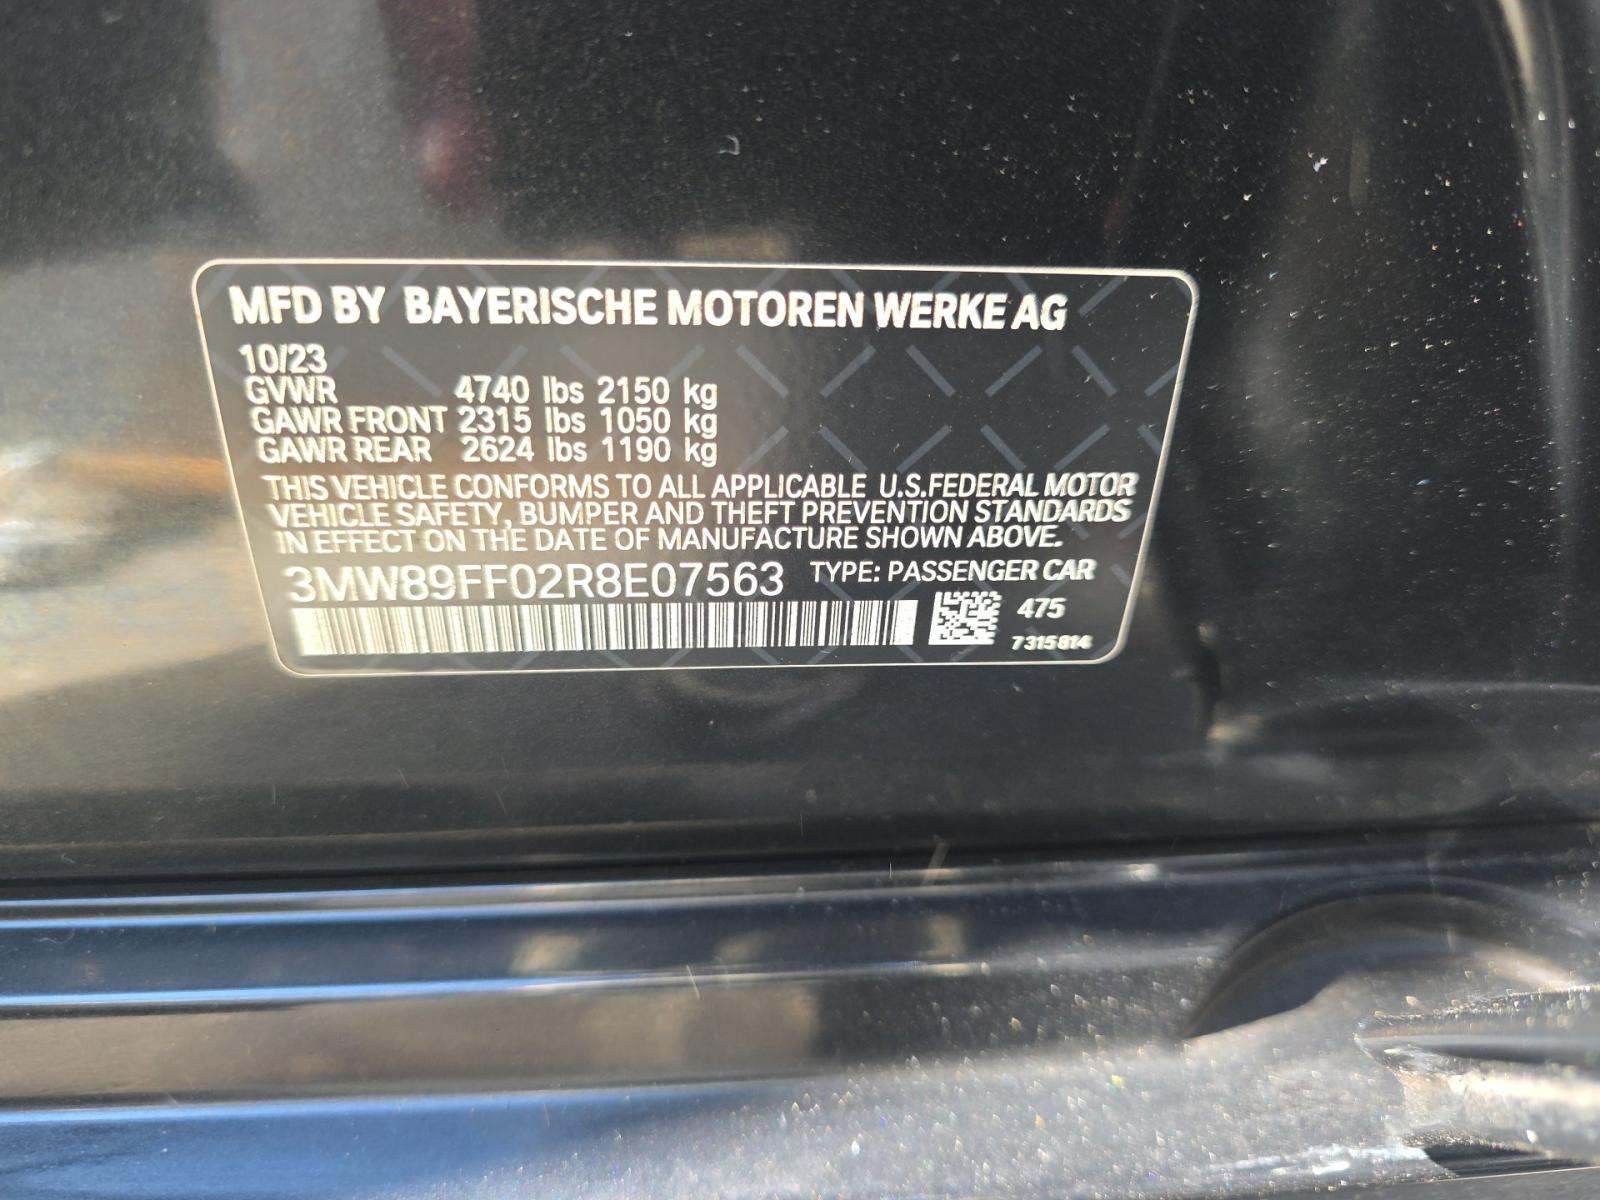 MFD BY BAYERISCHE MOTOREN WERKE AG
10/23
GVWR 4740 lbs 2150 kg
GAWR FRONT 2315 lbs 1050 kg
GAWR REAR 2624 lbs 1190 kg
THIS VEHICLE CONFORMS TO ALL APPLICABLE U.S.FEDERAL MOTOR
VEHICLE SAFETY, BUMPER AND THEFT PREVENTION STANDARDS
IN EFFECT ON THE DATE OF MANUFACTURE SHOWN ABOVE.
3MW89FF02R8E07563 TYPE: PASSENGER CAR
475
7315814